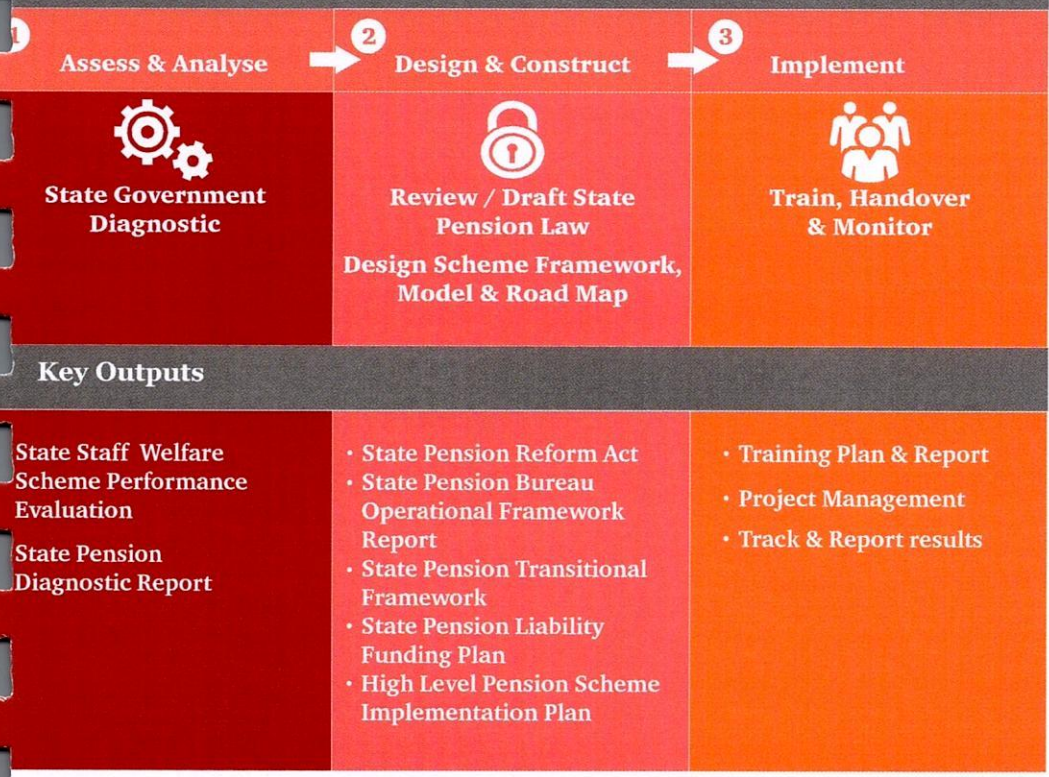 1
Assess & Analyse
2
Design & Construct
3
Implement
State Government
Diagnostic
Review / Draft State
Pension Law
Design Scheme Framework,
Model & Road Map
Train, Handover
& Monitor
Key Outputs
State Staff Welfare
Scheme Performance
Evaluation
State Pension
Diagnostic Report
• State Pension Reform Act
• State Pension Bureau
Operational Framework
Report
• State Pension Transitional
Framework
• State Pension Liability
Funding Plan
• High Level Pension Scheme
Implementation Plan
• Training Plan & Report
• Project Management
• Track & Report results